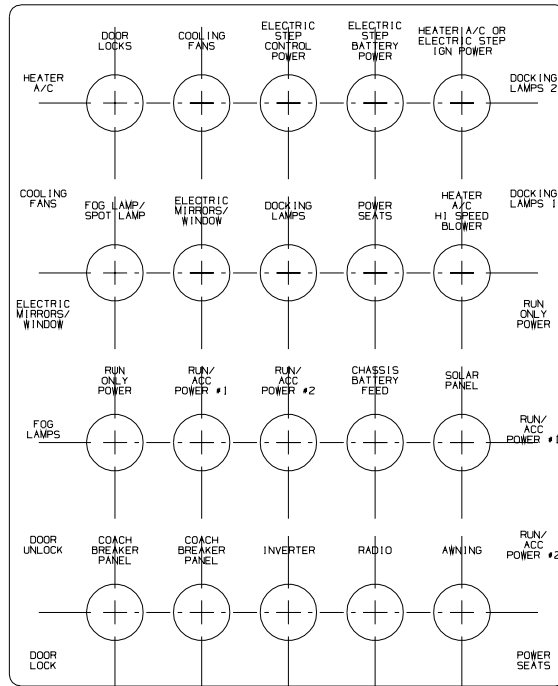 DOOR
LOCKS
COOLING
FANS
ELECTRIC
STEP
CONTROL
POWER
ELECTRIC
STEP
BATTERY
POWER
HEATER A/C OR
ELECTRIC STEP
IGN POWER
HEATER
A/C
DOCKING
LAMPS 2
COOLING
FANS
FOG LAMP/
SPOT LAMP
ELECTRIC
MIRRORS/
WINDOW
DOCKING
LAMPS
POWER
SEATS
HEATER
A/C
HI SPEED
BLOWER
DOCKING
LAMPS 1
ELECTRIC
MIRRORS/
WINDOW
RUN
ONLY
POWER
RUN
ONLY
POWER
RUN/
ACC
POWER #1
RUN/
ACC
POWER #2
CHASSIS
BATTERY
FEED
SOLAR
PANEL
FOG
LAMPS
RUN/
ACC
POWER #1
DOOR
UNLOCK
COACH
BREAKER
PANEL
COACH
BREAKER
PANEL
INVERTER
RADIO
AWNING
RUN/
ACC
POWER #2
DOOR
LOCK
POWER
SEATS